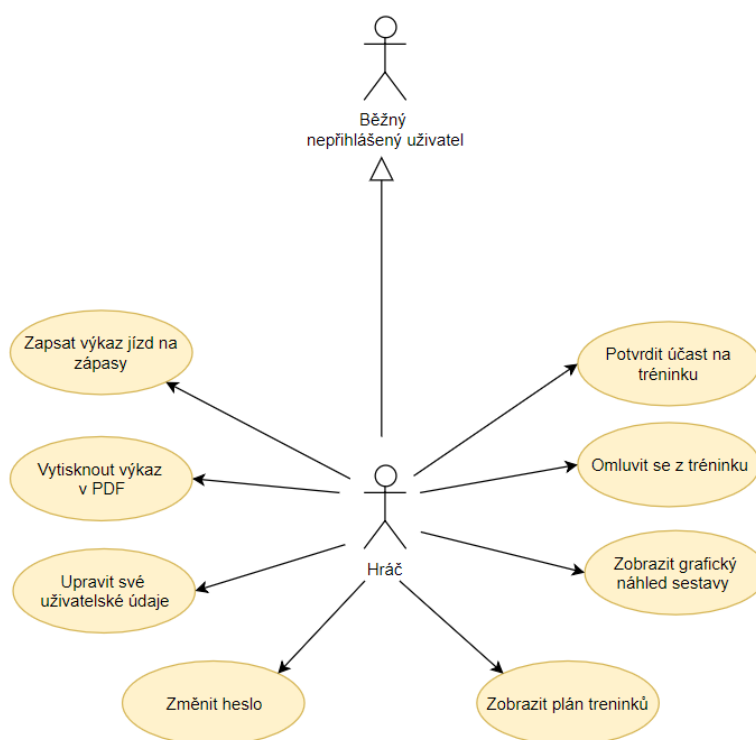 Běžný
nepřihlášený uživatel
Zapsat výkaz jízd na
zápasy
Potvrdit účast na
tréninku
Vytisknout výkaz
v PDF
Omluvit se z tréninku
Upravit své
uživatelské údaje
Hráč
Zobrazit grafický
náhled sestavy
Změnit heslo
Zobrazit plán treninků